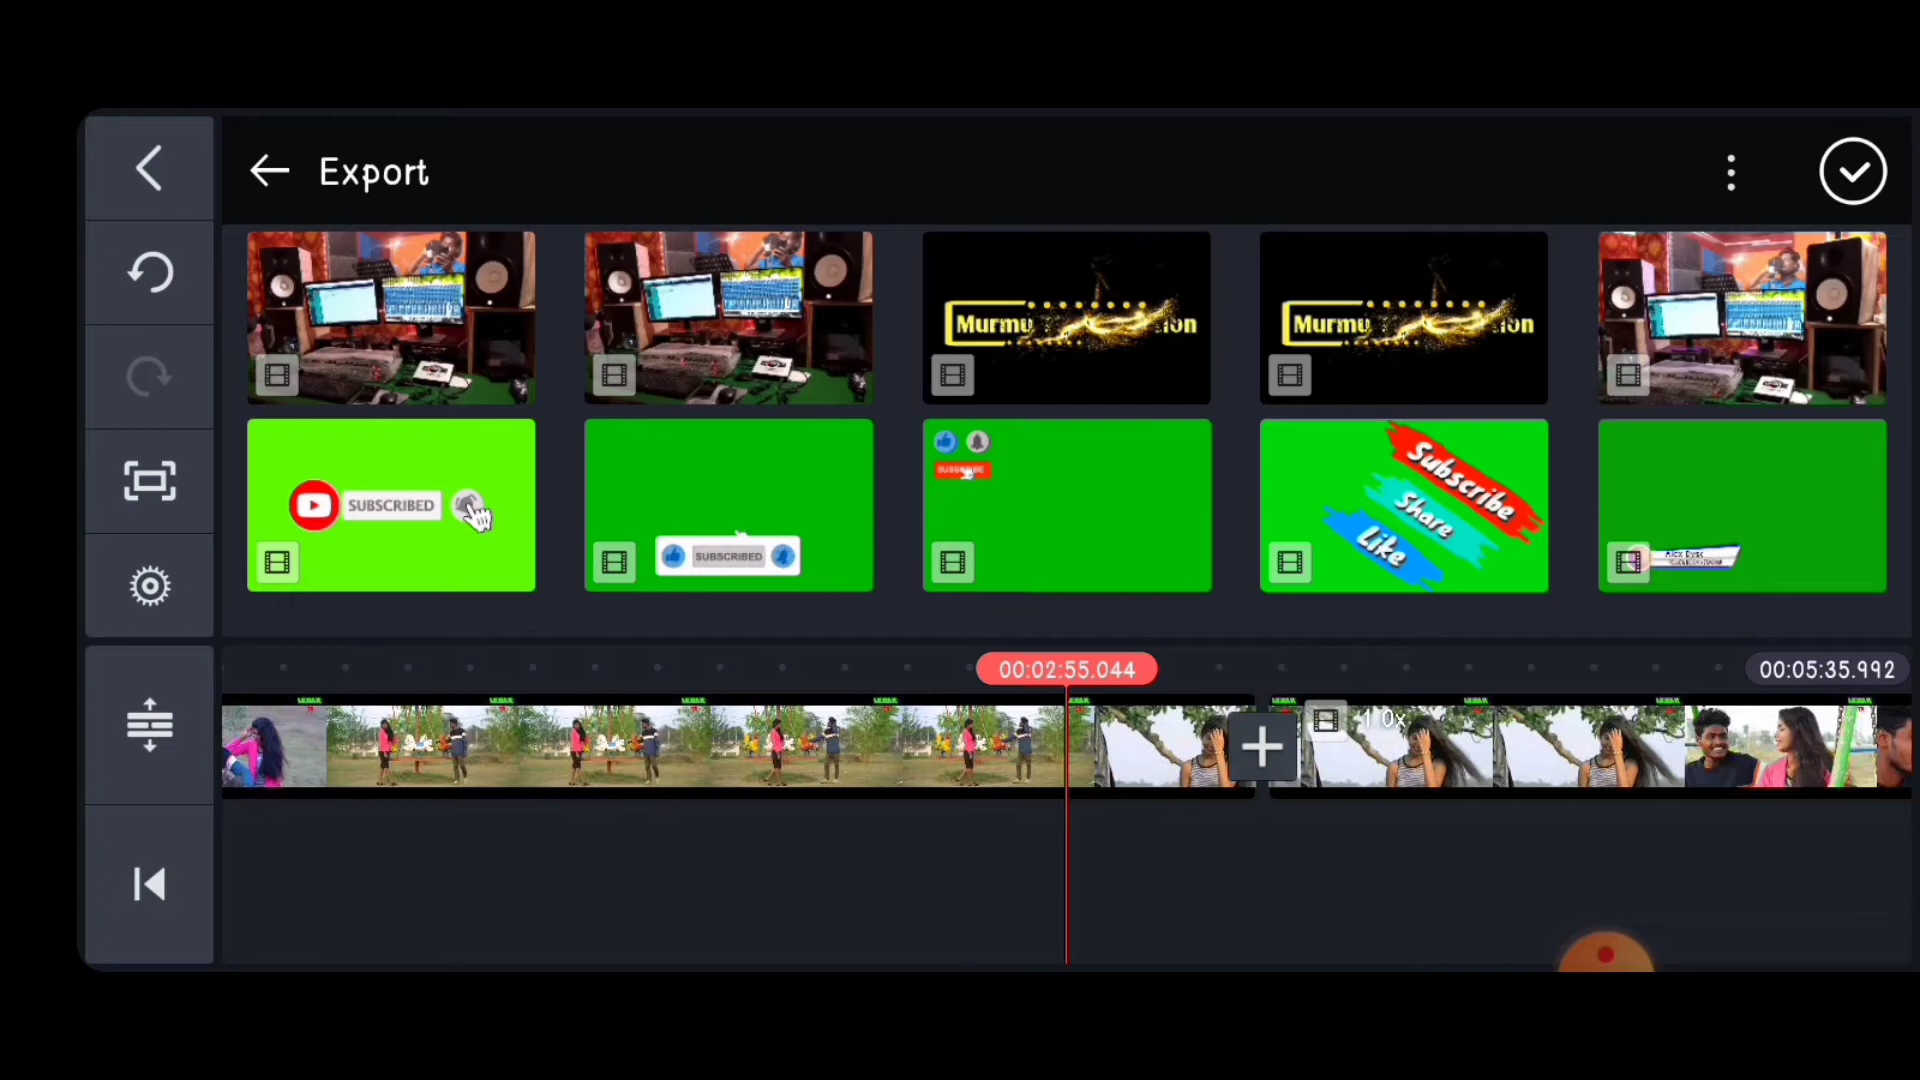 Export
Murmu ion
Murmu ion
SUBSCRIBED
SUBSCRIBED
SUBSCRIBE
Subscribe
Share
Like
00:02:55.044
00:05:35.992
1.0x